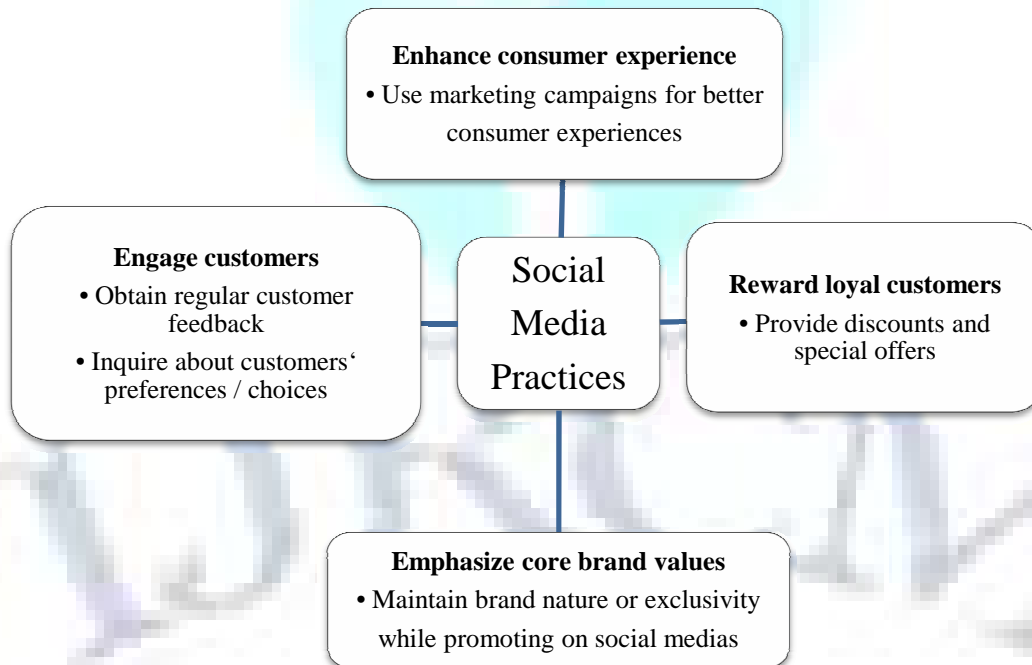 Enhance consumer experience
• Use marketing campaigns for better
consumer experiences
Engage customers
• Obtain regular customer
feedback
• Inquire about customers‘
preferences / choices
Social
Media
Practices
Reward loyal customers
• Provide discounts and
special offers
Emphasize core brand values
• Maintain brand nature or exclusivity
while promoting on social medias